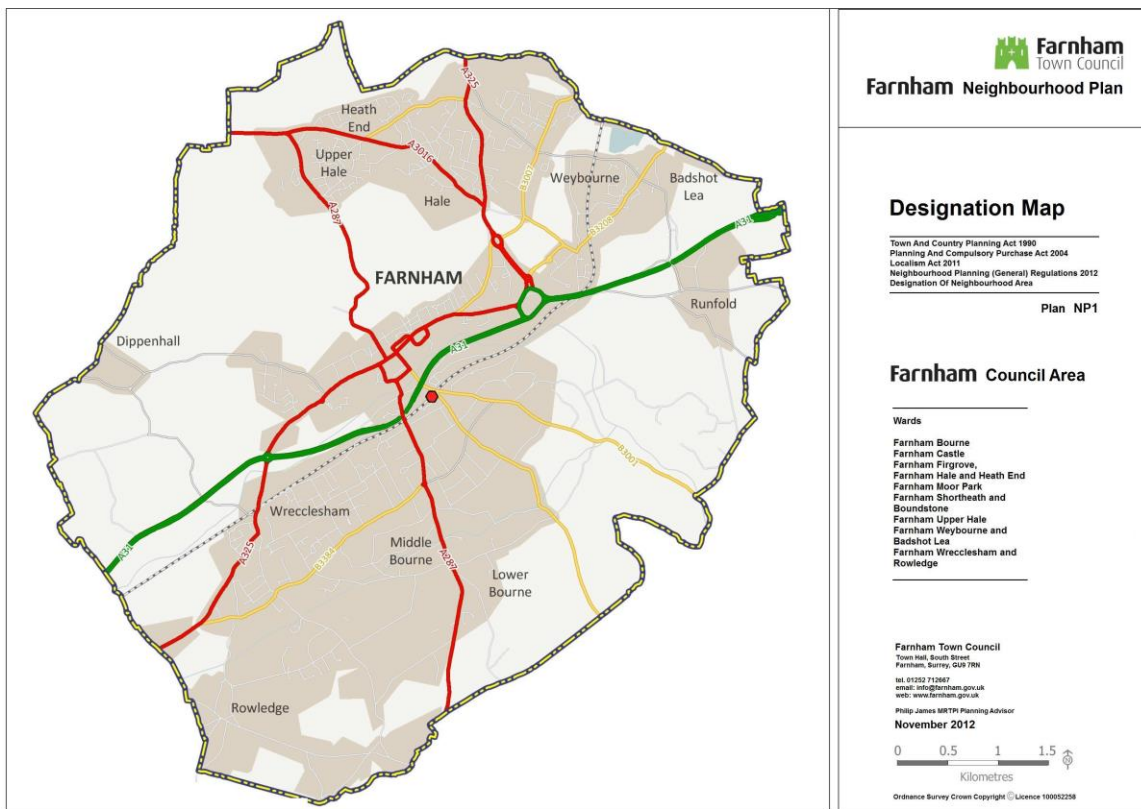 A325
Heath
End
A3016
Upper
Hale
B3007
Weybourne
Badshot
Lea
Hale
A287
B3208
A31
FARNHAM
Runfold
Dippenhall
A31
B3001
Wrecclesham
A31
A325
Middle
Bourne
B3384
A287
Lower
Bourne
Rowledge
Farnham
Town Council
Farnham Neighbourhood Plan
Designation Map
Town And Country Planning Act 1990
Planning And Compulsory Purchase Act 2004
Localism Act 2011
Neighbourhood Planning (General) Regulations 2012
Designation Of Neighbourhood Area
Plan NP1
Farnham Council Area
Wards
Farnham Bourne
Farnham Castle
Farnham Firgrove,
Farnham Hale and Heath End
Farnham Moor Park
Farnham Shortheath and
Boundstone
Farnham Upper Hale
Farnham Weybourne and
Badshot Lea
Farnham Wrecclesham and
Rowledge
Farnham Town Council
Town Hall, South Street
Farnham, Surrey, GU9 7RN
tel. 01252 712667
email: info@farnham.gov.uk
web: www.farnham.gov.uk
Philip James MRTPI Planning Advisor
November 2012
0 0.5 1 1.5
Kilometres
Ordnance Survey Crown Copyright © Licence 100052258